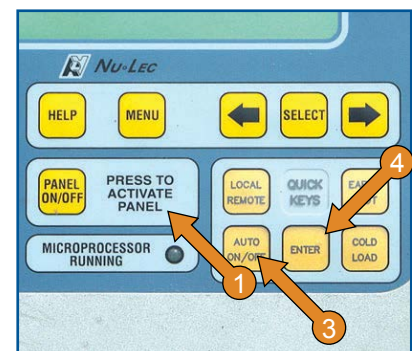 Nu-Lec
HELP
MENU
SELECT
PANEL
ON/OFF
PRESS TO
ACTIVATE
PANEL
MICROPROCESSOR
RUNNING
LOCAL
REMOTE
QUICK
KEYS
AUTO
ON/OFF
ENTER
COLD
LOAD
1
3
4